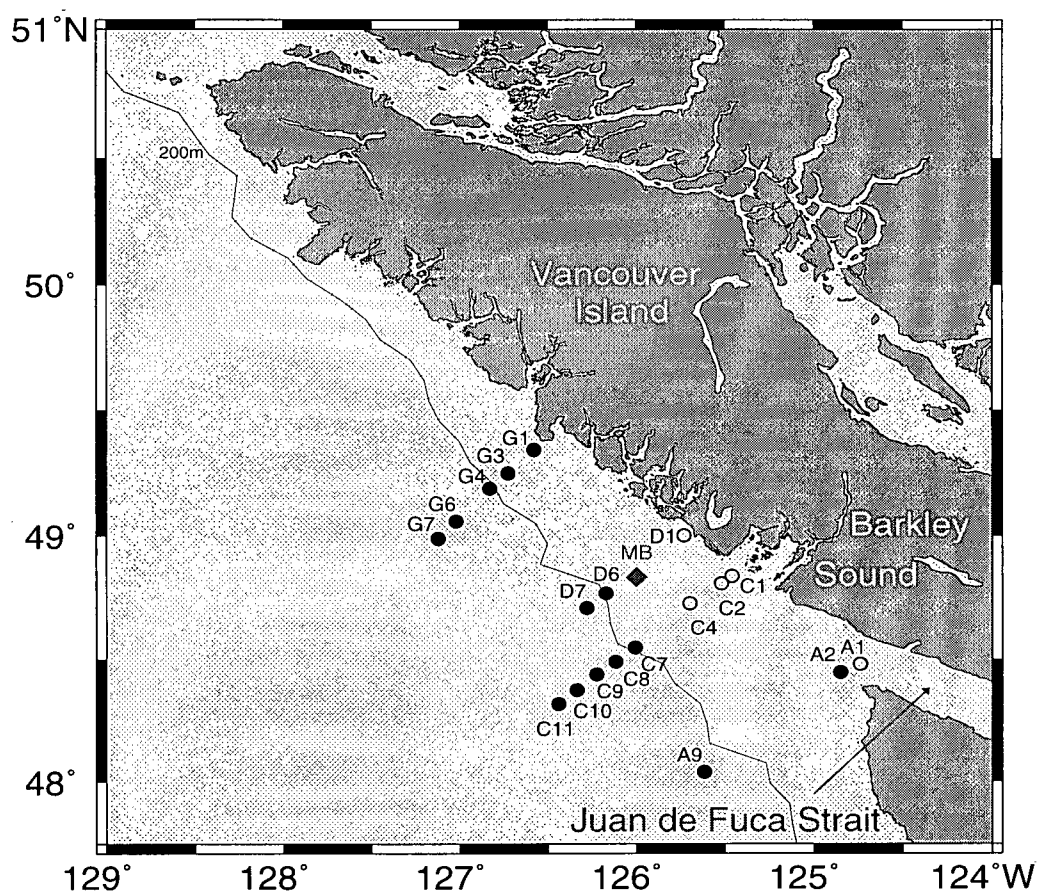 51°N
200m
50°
Vancouver
Island
G1
G3
G4
G6
G7
49°
D1
MB
D6
D7
Barkley
Sound
C1
C2
C4
A1
A2
C7
C8
C9
C10
C11
A9
48°
Juan de Fuca Strait
129°
128°
127°
126°
125°
124°W